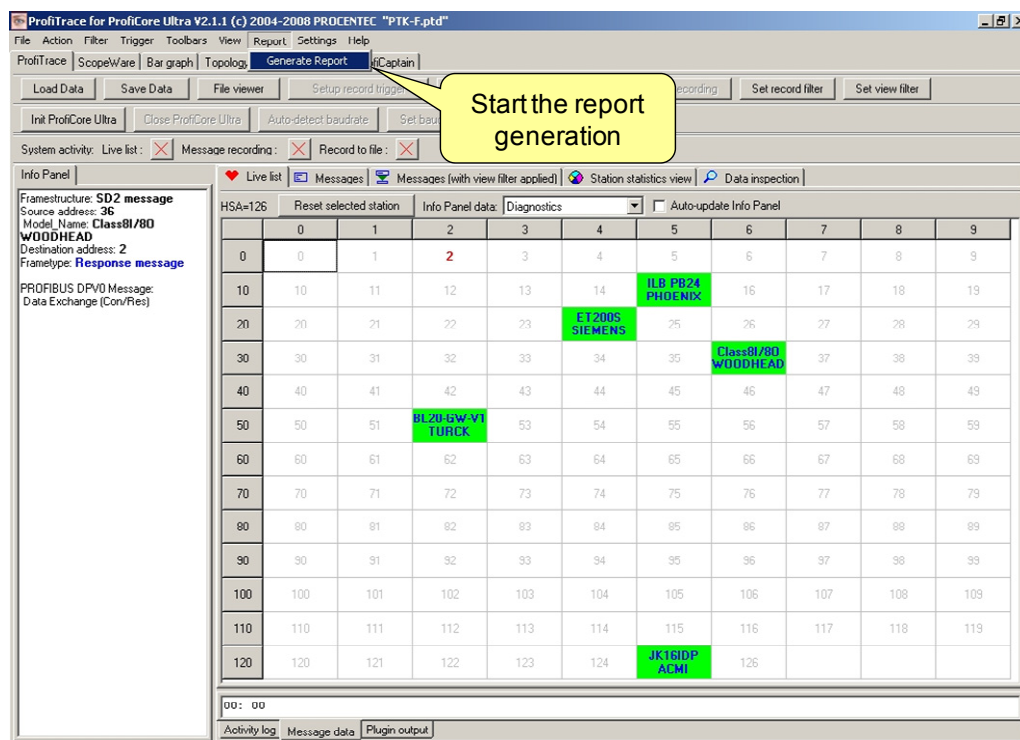 ProfiTrace for ProfiCore Ultra V2.1.1 (c) 2004-2008 PROCENTEC "PTK-F.ptd"
File Action Filter Trigger Toolbars View Report Settings Help
ProfiTrace ScopeWare Bar graph Topology Generate Report
Load Data Save Data File viewer Setup record trigger Set record filter Set view filter
Start the report
generation
Init ProfiCore Ultra Close ProfiCore Ultra Auto-detect baudrate
System activity: Live list : Message recording : Record to file :
Info Panel
Framestructure: SD2 message
Source address: 36
Model_Name: Class8I/80
WOODHEAD
Destination address: 2
Frametype: Response message
PROFIBUS DPV0 Message:
Data Exchange (Con/Res)
Live list Messages Messages (with view filter applied) Station statistics view Data inspection
HSA=126 Reset selected station Info Panel data: Diagnostics Auto-update Info Panel
0 1 2 3 4 5 6 7 8 9
0 0 1 2 3 4 5 6 7 8 9
10 10 11 12 13 14 ILB PB24 PHOENIX 16 17 18 19
20 20 21 22 23 ET200S SIEMENS 25 26 27 28 29
30 30 31 32 33 34 35 Class8I/80 WOODHEAD 37 38 39
40 40 41 42 43 44 45 46 47 48 49
50 50 51 BL20-GW-V1 TURCK 53 54 55 56 57 58 59
60 60 61 62 63 64 65 66 67 68 69
70 70 71 72 73 74 75 76 77 78 79
80 80 81 82 83 84 85 86 87 88 89
90 90 91 92 93 94 95 96 97 98 99
100 100 101 102 103 104 105 106 107 108 109
110 110 111 112 113 114 115 116 117 118 119
120 120 121 122 123 124 JK16IDP ACMI 126
00: 00
Activity log Message data Plugin output